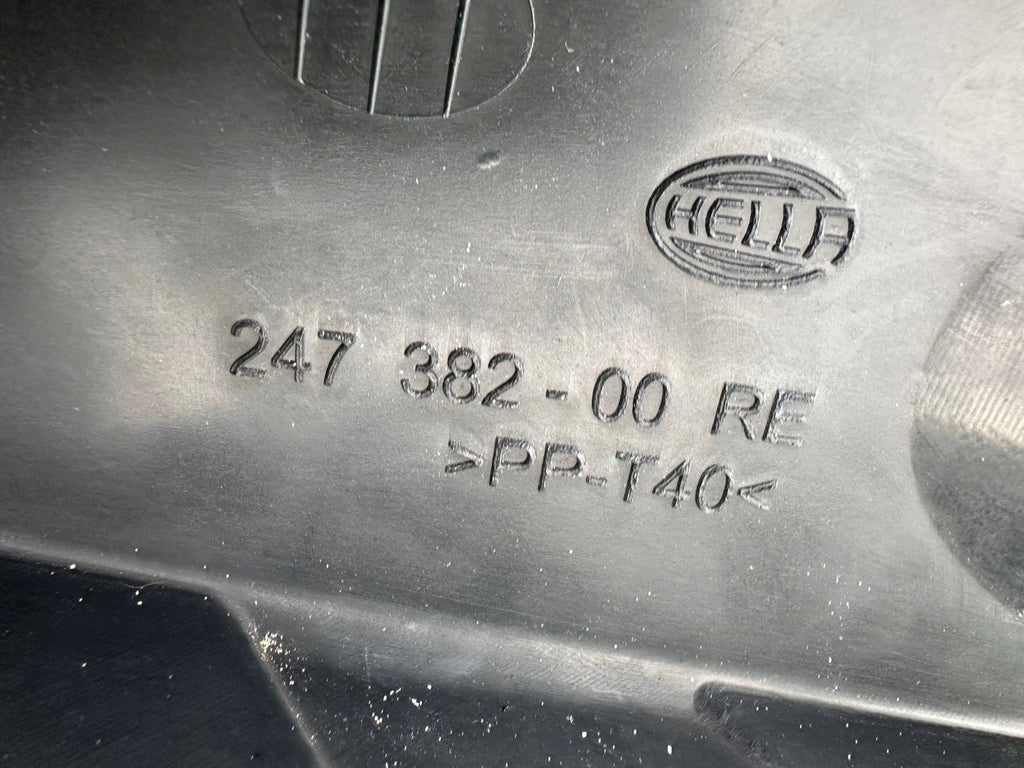 HELLA
247 382-00 RE
>PP-T40<